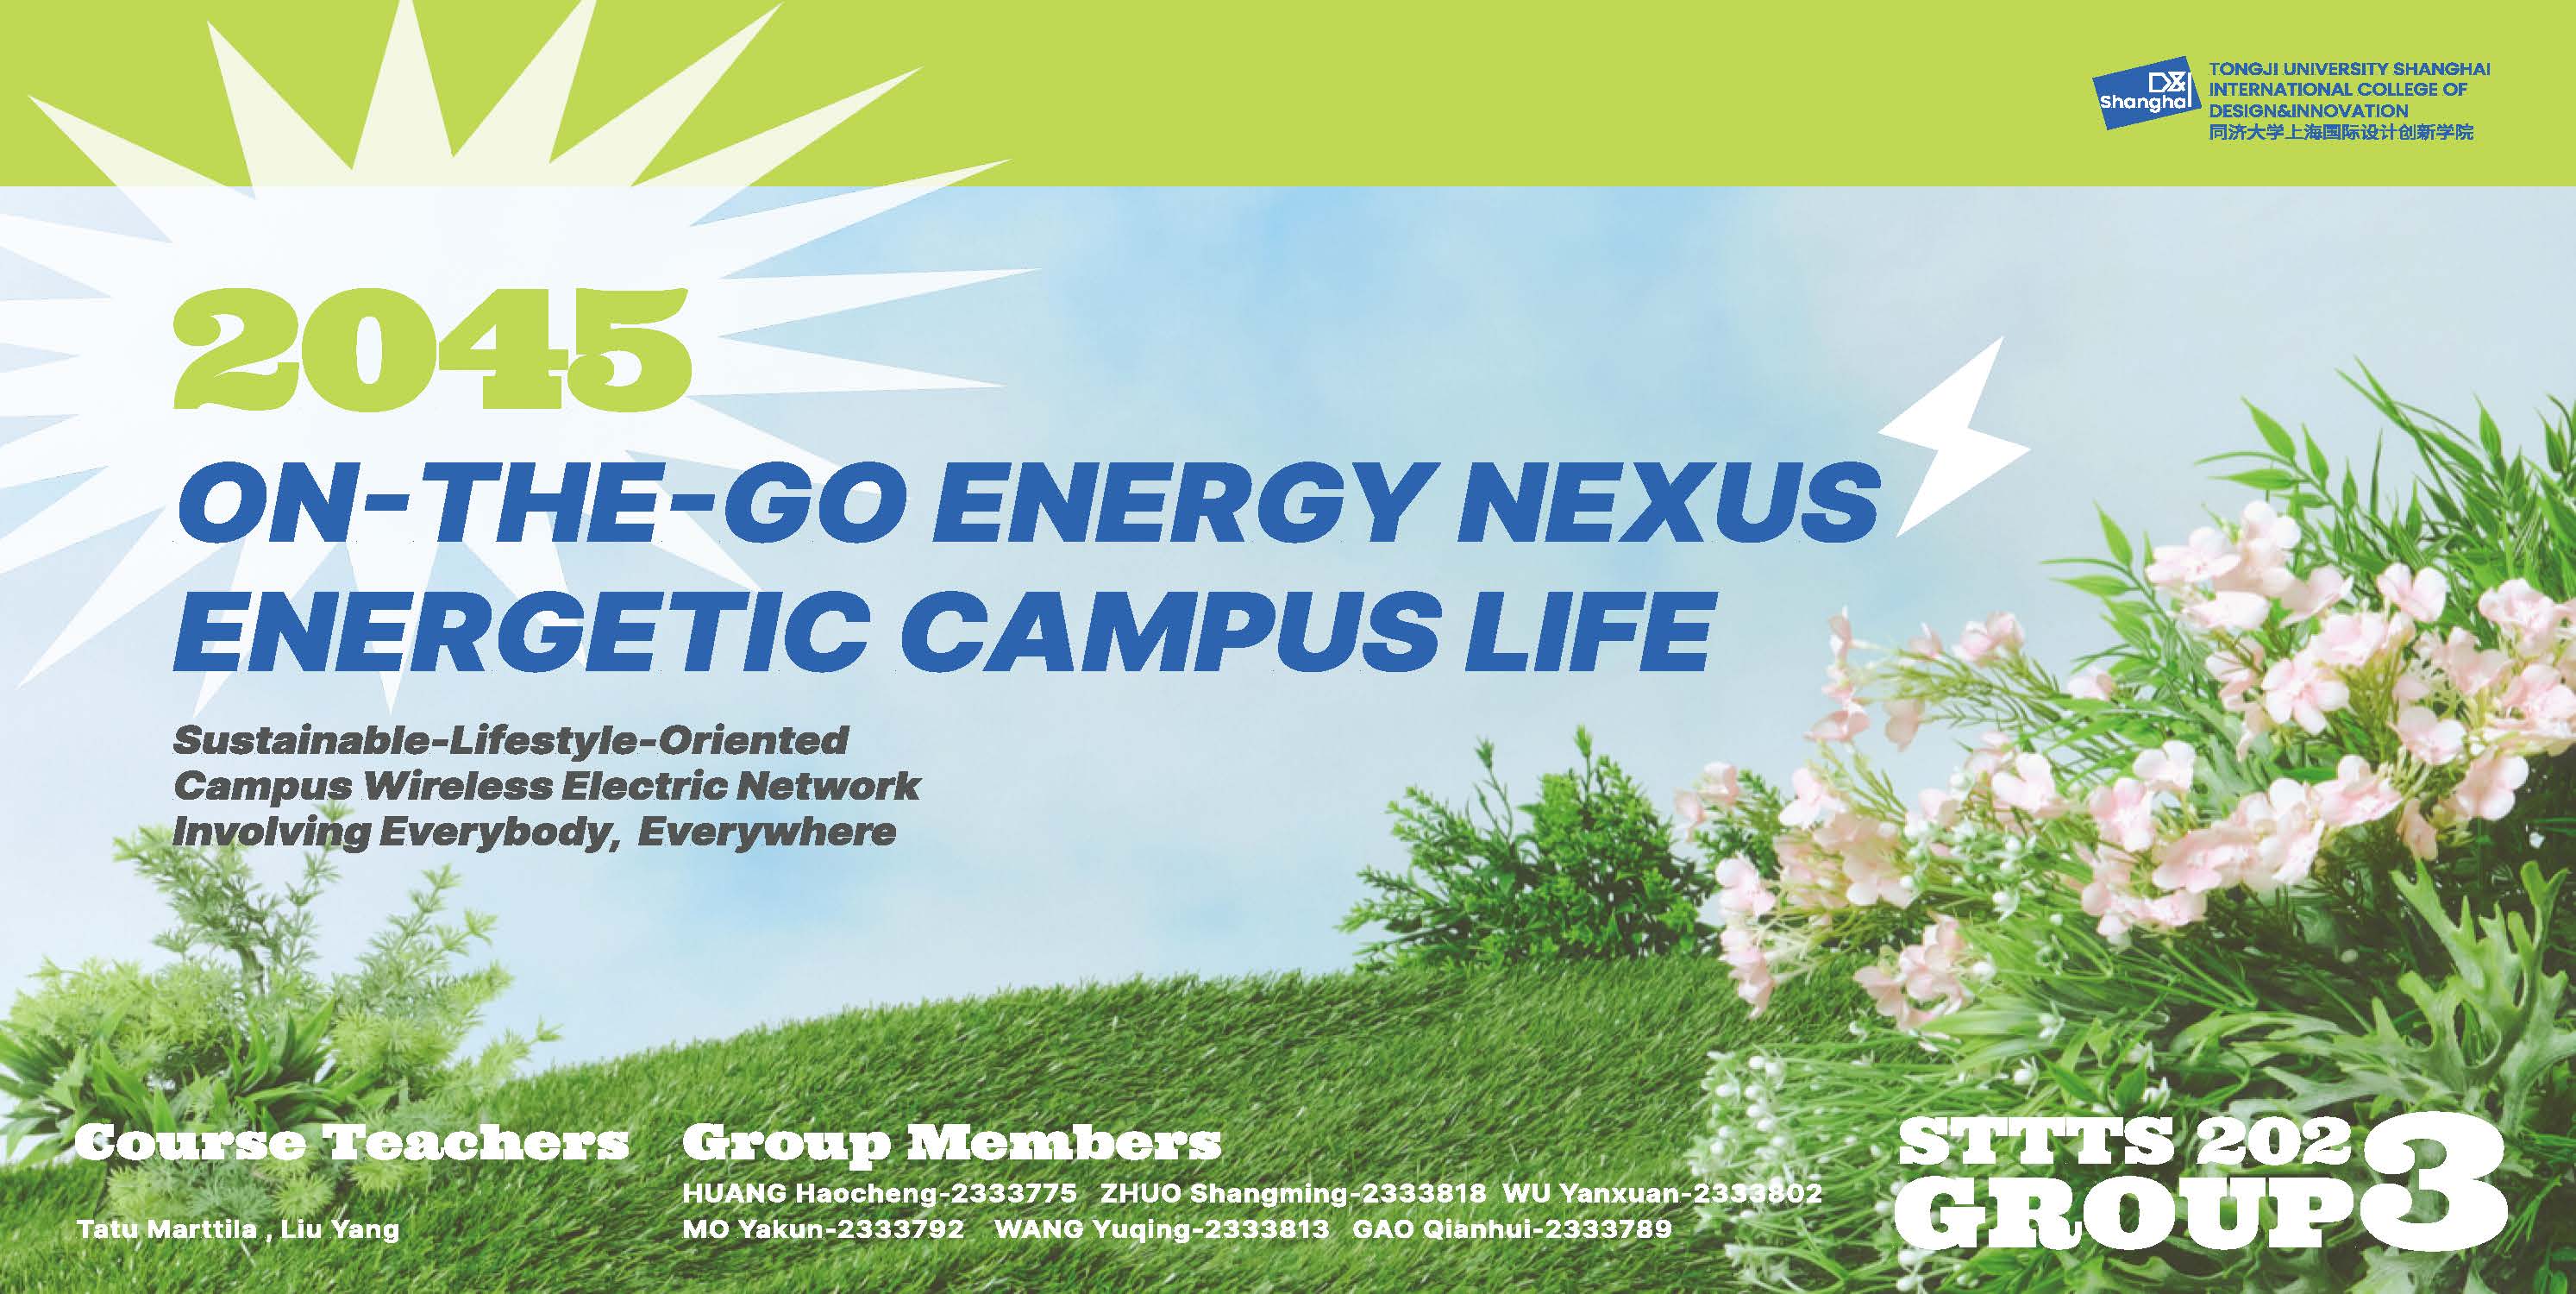 D&I
Shanghai
TONGJI UNIVERSITY SHANGHAI
INTERNATIONAL COLLEGE OF
DESIGN&INNOVATION
同济大学上海国际设计创新学院
2045
ON-THE-GO ENERGY NEXUS
ENERGETIC CAMPUS LIFE
Sustainable-Lifestyle-Oriented
Campus Wireless Electric Network
Involving Everybody, Everywhere
Course Teachers
Tatu Marttila , Liu Yang
Group Members
HUANG Haocheng-2333775 ZHUO Shangming-2333818 WU Yanxuan-2333802
MO Yakun-2333792 WANG Yuqing-2333813 GAO Qianhui-2333789
STTTS 2023
GROUP3